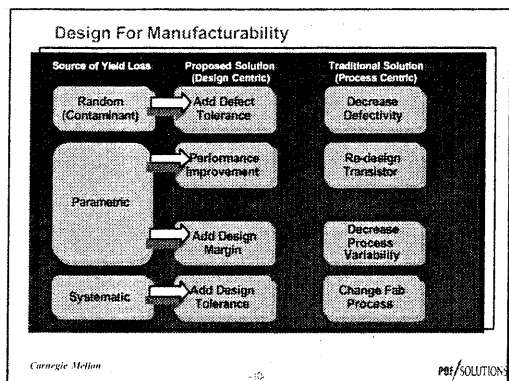 Design For Manufacturability
Source of Yield Loss
Proposed Solution
(Design Centric)
Traditional Solution
(Process Centric)
Random
(Contaminant)
Add Defect
Tolerance
Decrease
Defectivity
Parametric
Performance
Improvement
Re-design
Transistor
Add Design
Margin
Decrease
Process
Variability
Systematic
Add Design
Tolerance
Change Fab
Process
Carnegie Mellon
PDF/SOLUTIONS